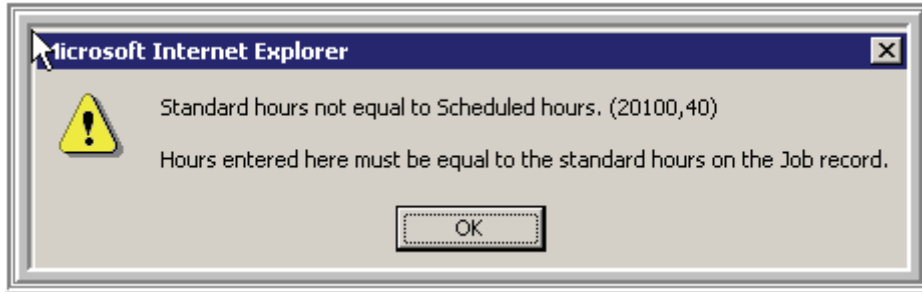 Microsoft Internet Explorer
Standard hours not equal to Scheduled hours. (20100,40)
Hours entered here must be equal to the standard hours on the Job record.
OK